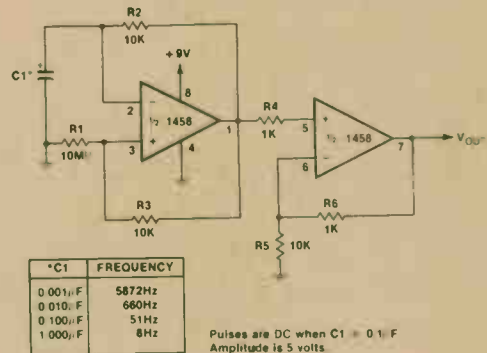 R2
10K
+9V
C1*
8
2
½ 1458
1
R4
1K
5
½ 1458
7
V
R1
10M
3
4
6
R6
1K
R3
10K
R5
10K
*C1 FREQUENCY
0.001µF 5872Hz
0.010µF 660Hz
0.100µF 51Hz
1.000µF 8Hz
Pulses are DC when C1 0.1 F
Amplitude is 5 volts